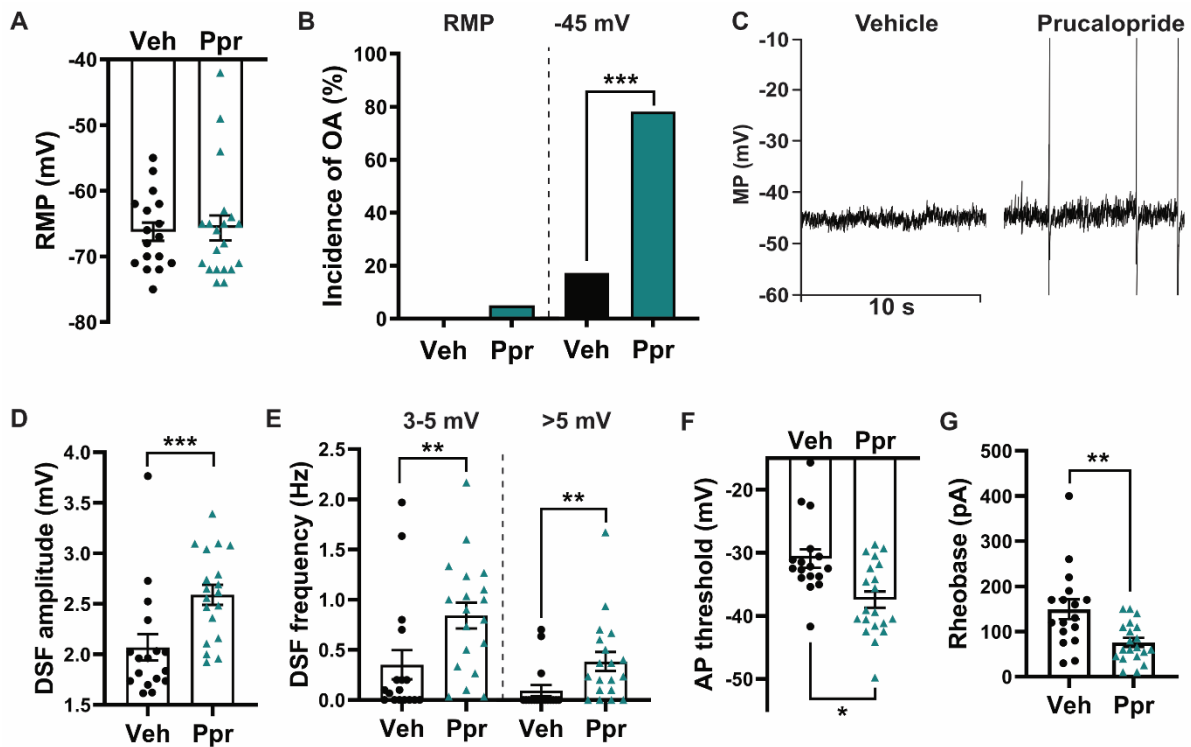 A
Veh Ppr
-40
-50
-60
-70
-80
RMP (mV)
B
RMP -45 mV
100
80
60
40
20
0
Incidence of OA (%)
***
Veh Ppr Veh Ppr
C
Vehicle Prucalopride
-10
-20
-30
-40
-50
-60
MP (mV)
10 s
D
4.0
3.5
3.0
2.5
2.0
1.5
DSF amplitude (mV)
***
Veh Ppr
E
3-5 mV >5 mV
2.5
2.0
1.5
1.0
0.5
0.0
DSF frequency (Hz)
**
**
Veh Ppr Veh Ppr
F
Veh Ppr
-20
-30
-40
-50
AP threshold (mV)
*
G
500
400
300
200
100
0
Rheobase (pA)
**
Veh Ppr